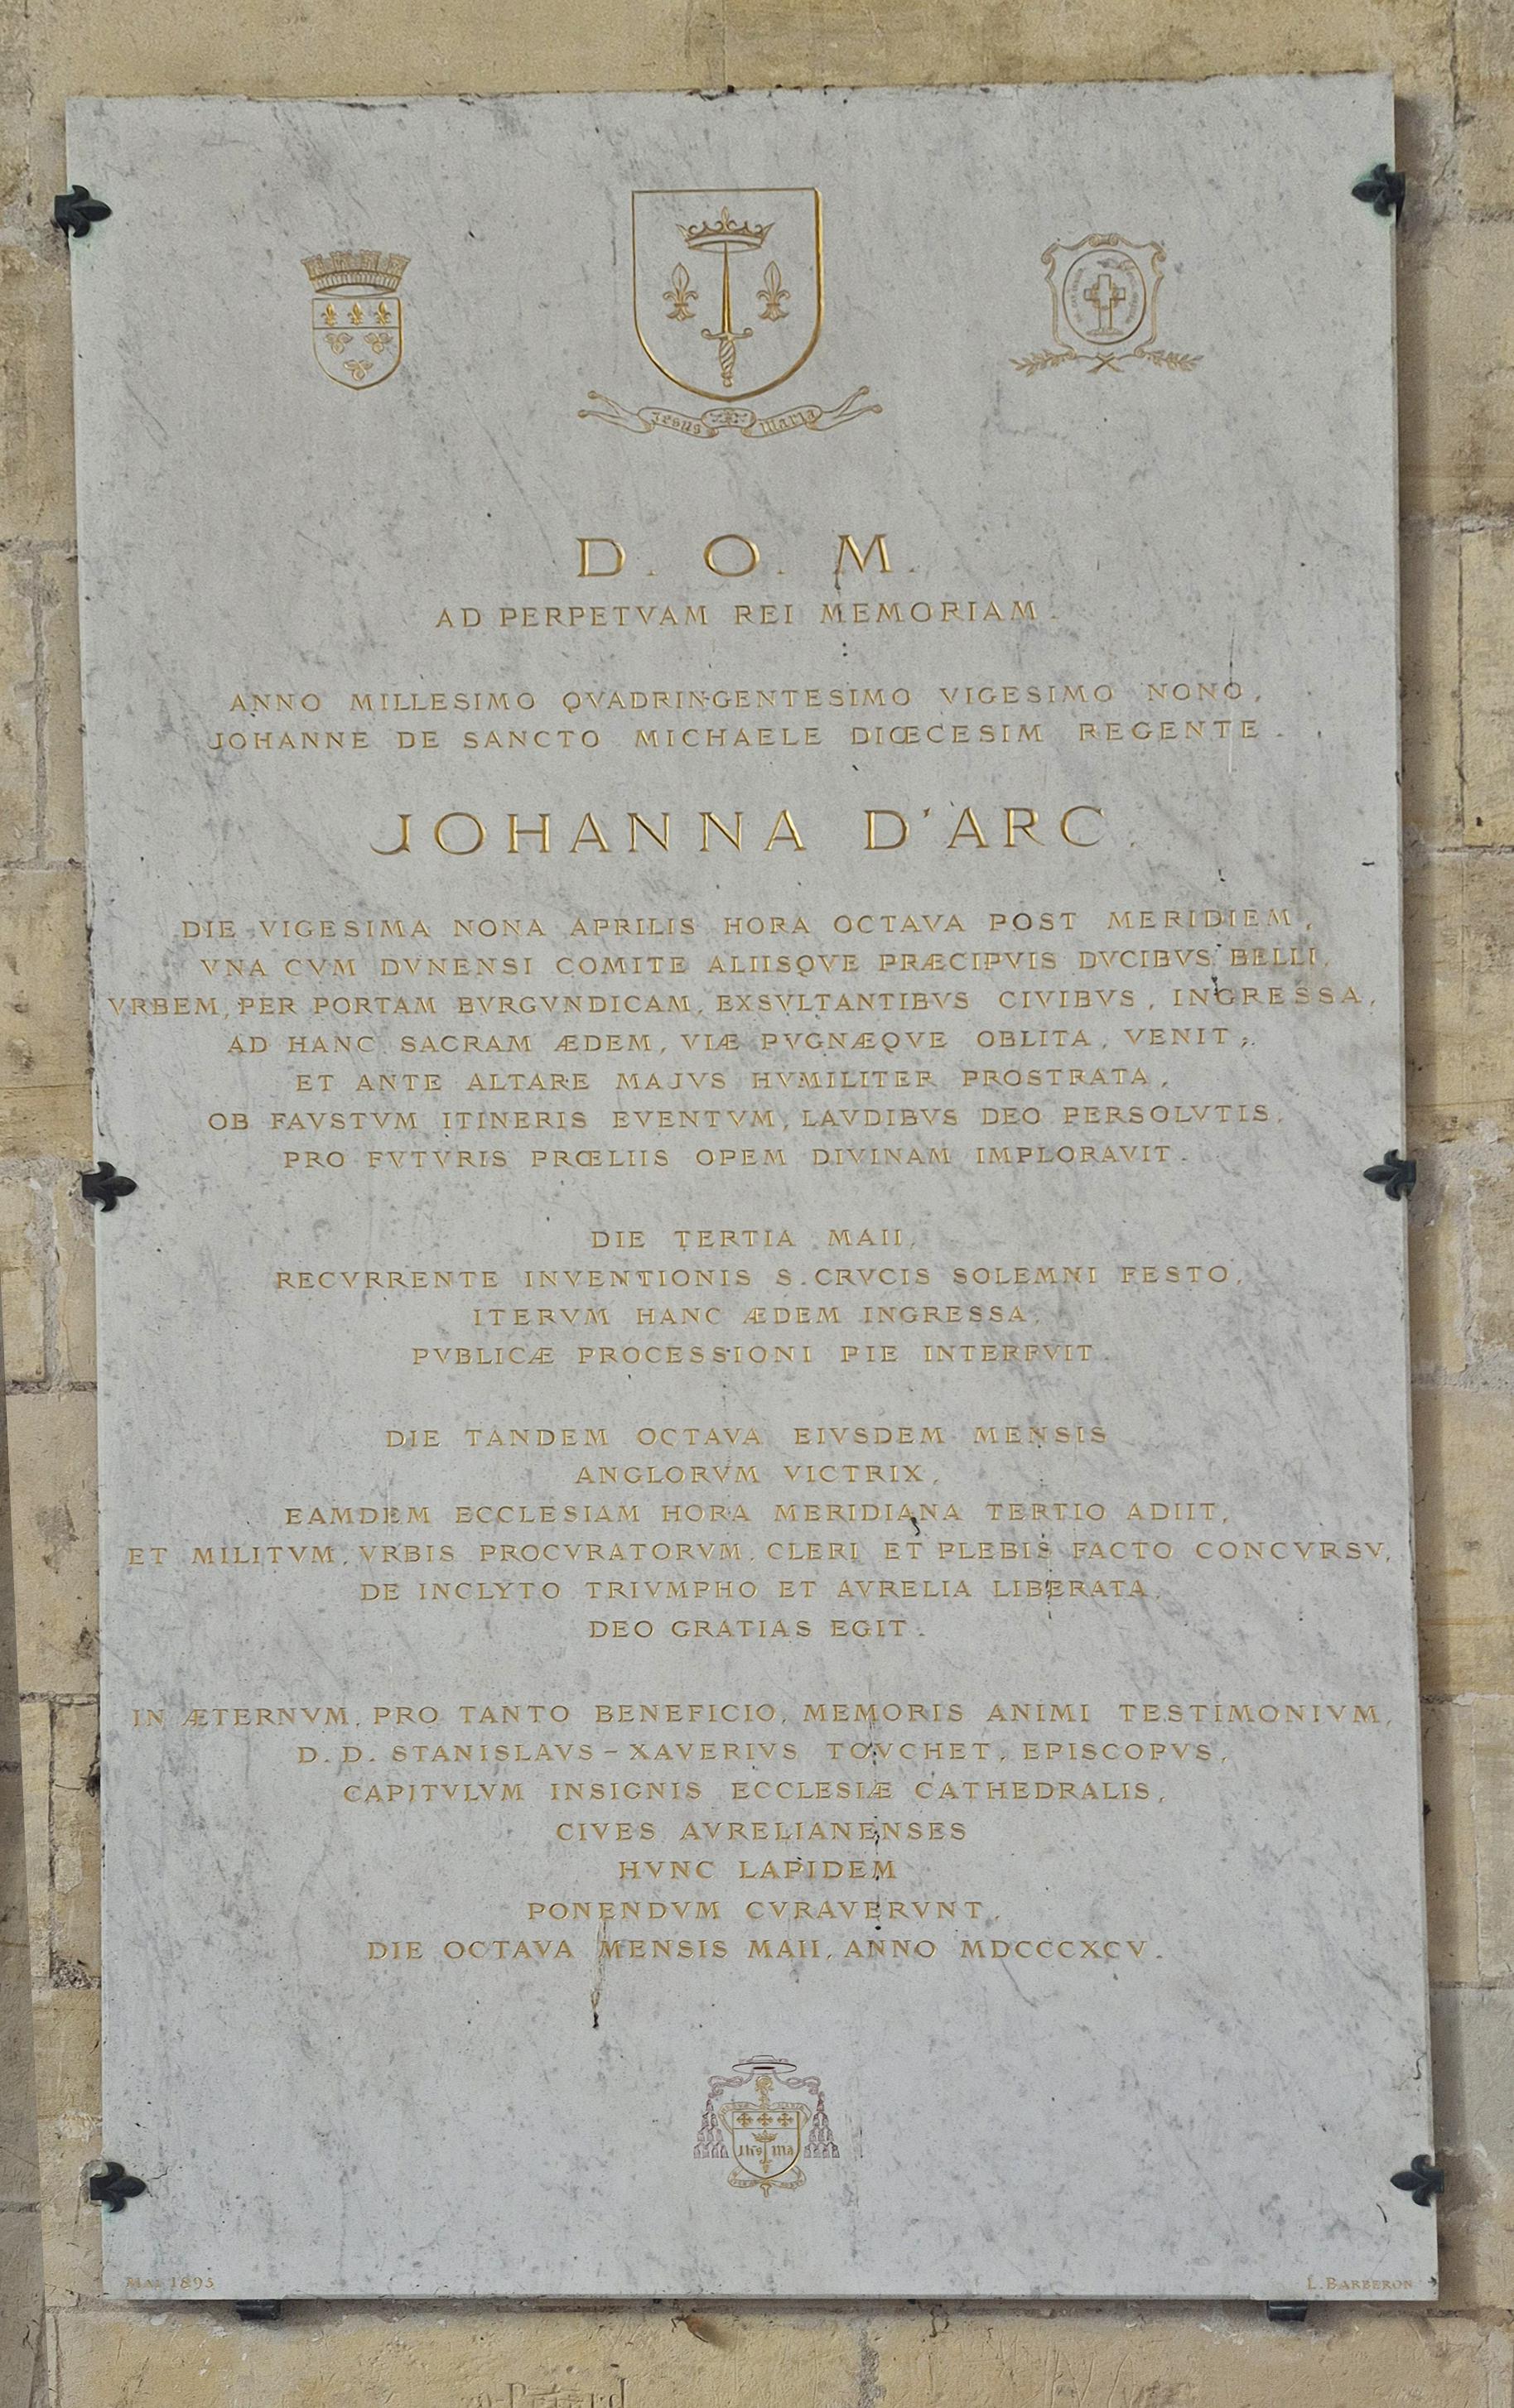 Jesus Maria
D. O. M.
AD PERPETVAM REI MEMORIAM.
ANNO MILLESIMO QVADRINGENTESIMO VIGESIMO NONO,
JOHANNE DE SANCTO MICHAELE DIŒCESIM REGENTE.
JOHANNA D'ARC,
DIE VIGESIMA NONA APRILIS HORA OCTAVA POST MERIDIEM,
VNA CVM DVNENSI COMITE ALIISQVE PRÆCIPVIS DVCIBVS BELLI,
VRBEM, PER PORTAM BVRGVNDICAM, EXSVLTANTIBVS CIVIBVS, INGRESSA,
AD HANC SACRAM ÆDEM, VIÆ PVGNÆQVE OBLITA, VENIT;
ET ANTE ALTARE MAJVS HVMILITER PROSTRATA,
OB FAVSTVM ITINERIS EVENTVM, LAVDIBVS DEO PERSOLVTIS,
PRO FVTVRIS PRŒLIIS OPEM DIVINAM IMPLORAVIT.
DIE TERTIA MAII,
RECVRRENTE INVENTIONIS S. CRVCIS SOLEMNI FESTO,
ITERVM HANC ÆDEM INGRESSA,
PVBLICÆ PROCESSIONI PIE INTERFVIT.
DIE TANDEM OCTAVA EIVSDEM MENSIS
ANGLORVM VICTRIX,
EAMDEM ECCLESIAM HORA MERIDIANA TERTIO ADIIT,
ET MILITVM, VRBIS PROCVRATORVM, CLERI ET PLEBIS FACTO CONCVRSV,
DE INCLYTO TRIVMPHO ET AVRELIA LIBERATA,
DEO GRATIAS EGIT.
IN ÆTERNVM, PRO TANTO BENEFICIO, MEMORIS ANIMI TESTIMONIVM,
D. D. STANISLAVS-XAVERIVS TOVCHET, EPISCOPVS,
CAPITVLVM INSIGNIS ECCLESIÆ CATHEDRALIS,
CIVES AVRELIANENSES
HVNC LAPIDEM
PONENDVM CVRAVERVNT,
DIE OCTAVA MENSIS MAII, ANNO MDCCCXCV.
Jhs Ma
MAI 1895
L. BARBERON